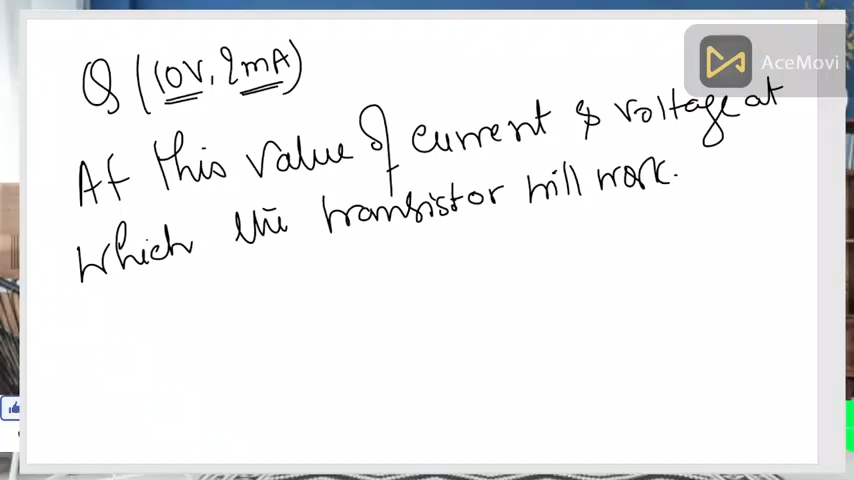 Q (10V, 2mA)
AceMovi
At this value of current & voltage at
which the transistor will work.